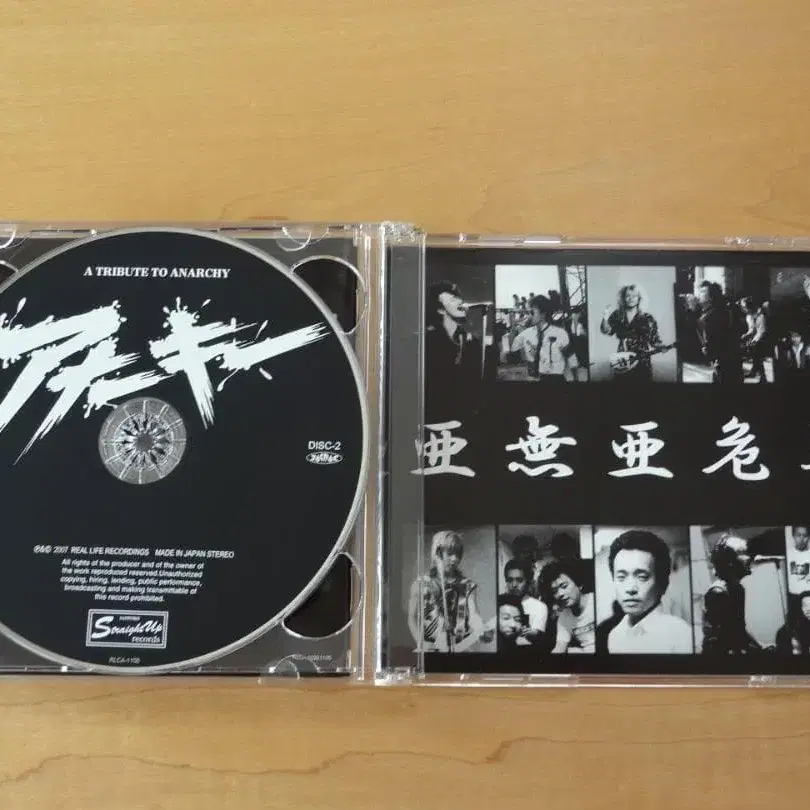 A TRIBUTE TO ANARCHY
アナーキー
DISC-2
℗&© 2007 REAL LIFE RECORDINGS MADE IN JAPAN STEREO
All rights of the producer and of the owner of
the work reproduced reserved.Unauthorized
copying, hiring, lending, public performance,
broadcasting and making transmittable of
this record prohibited.
StraightUp
records
RLCA-1100
亜無亜危